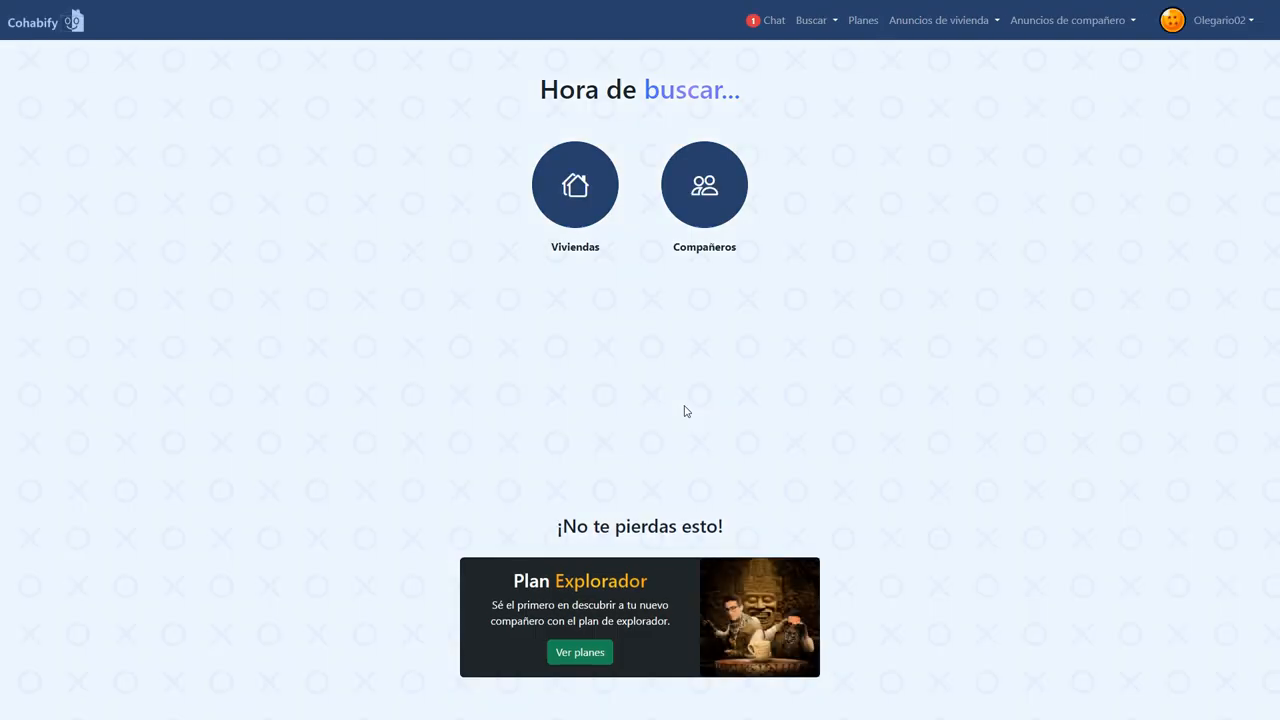 Cohabify
1 Chat Buscar Planes Anuncios de vivienda Anuncios de compañero Olegario02
Hora de buscar...
Viviendas Compañeros
¡No te pierdas esto!
Plan Explorador
Sé el primero en descubrir a tu nuevo
compañero con el plan de explorador.
Ver planes